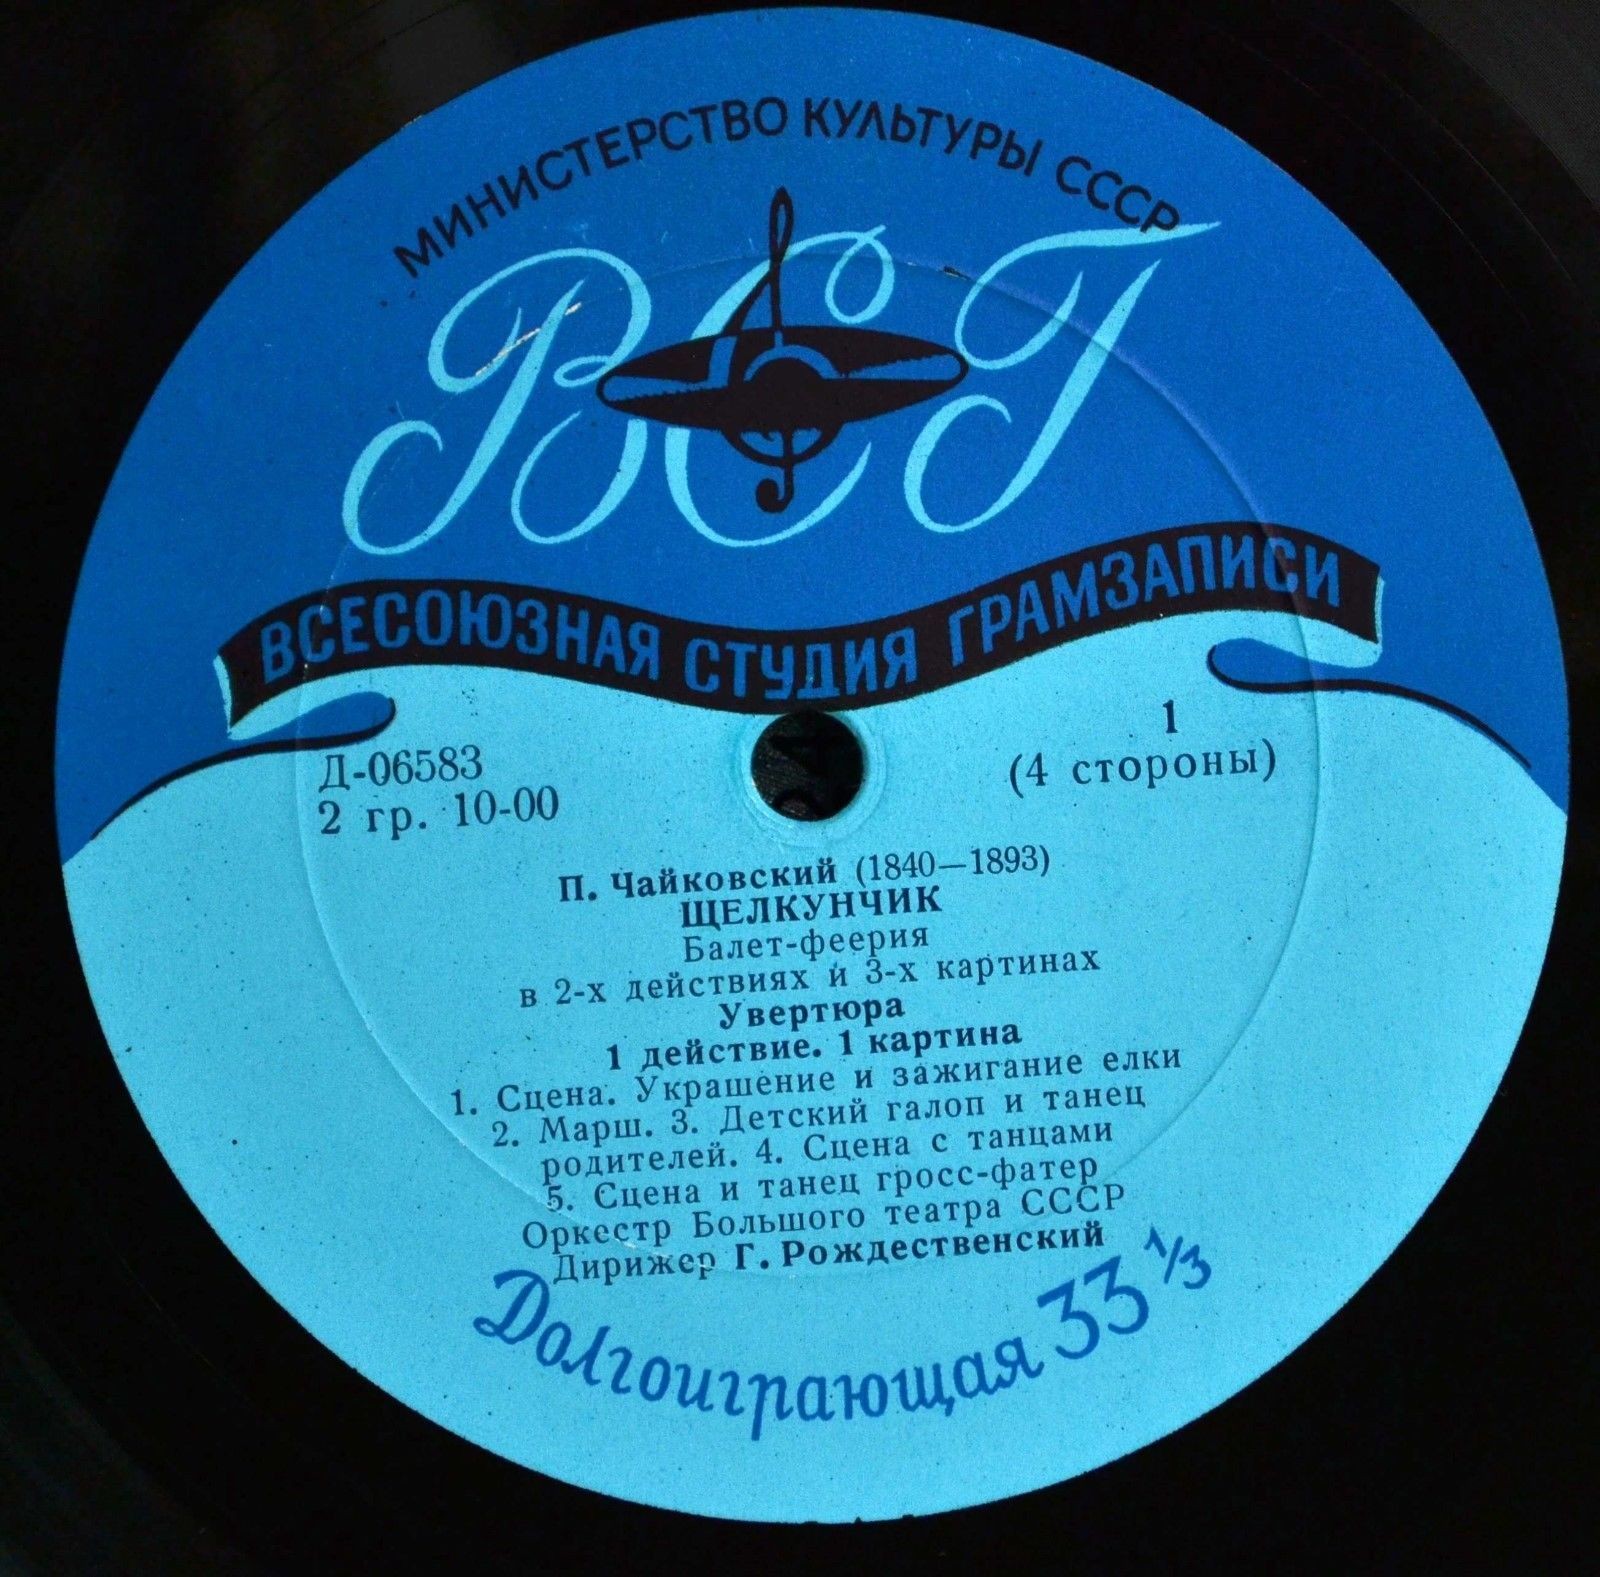 МИНИСТЕРСТВО КУЛЬТУРЫ СССР
ВСГ
ВСЕСОЮЗНАЯ СТУДИЯ ГРАМЗАПИСИ
Д-06583
2 гр. 10-00
1
(4 стороны)
П. Чайковский (1840—1893)
ЩЕЛКУНЧИК
Балет-феерия
в 2-х действиях и 3-х картинах
Увертюра
1 действие. 1 картина
1. Сцена. Украшение и зажигание елки
2. Марш. 3. Детский галоп и танец
родителей. 4. Сцена с танцами
5. Сцена и танец гросс-фатер
Оркестр Большого театра СССР
Дирижер Г. Рождественский
Долгоиграющая 33 1/3